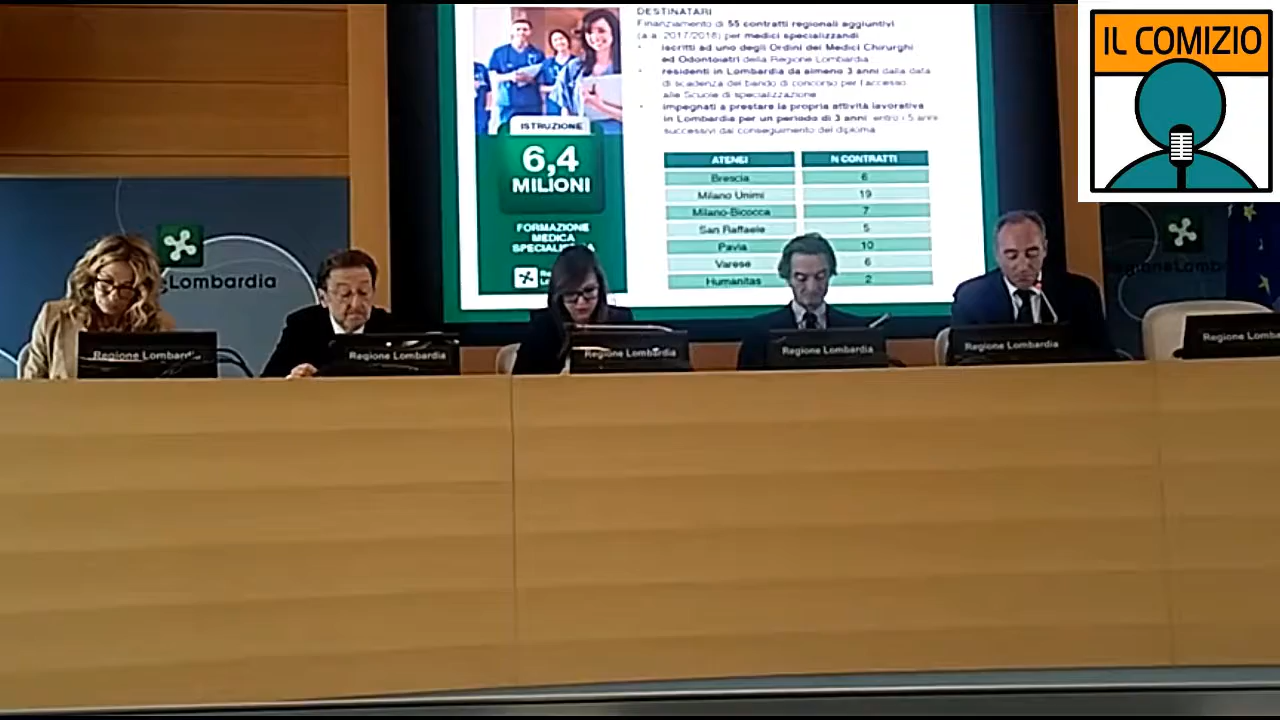 IL COMIZIO
DESTINATARI
Finanziamento di 55 contratti regionali aggiuntivi
(a.a. 2017/2018) per medici specializzandi
• iscritti ad uno degli Ordini dei Medici Chirurghi
ed Odontoiatri della Regione Lombardia
• residenti in Lombardia da almeno 3 anni dalla data
di scadenza del bando di concorso per l'accesso
alle Scuole di specializzazione
• impegnati a prestare la propria attività lavorativa
in Lombardia per un periodo di 3 anni entro i 5 anni
successivi dal conseguimento del diploma
ISTRUZIONE
6,4
MILIONI
FORMAZIONE
MEDICA
ATENEI N CONTRATTI
Brescia 6
Milano Unimi 19
Milano-Bicocca 7
San Raffaele 5
Pavia 10
Varese 6
Humanitas 2
Lombardia
Regione Lombardia
Regione Lombardia
Regione Lombardia
Regione Lombardia
Regione Lombardia
Regione Lomba